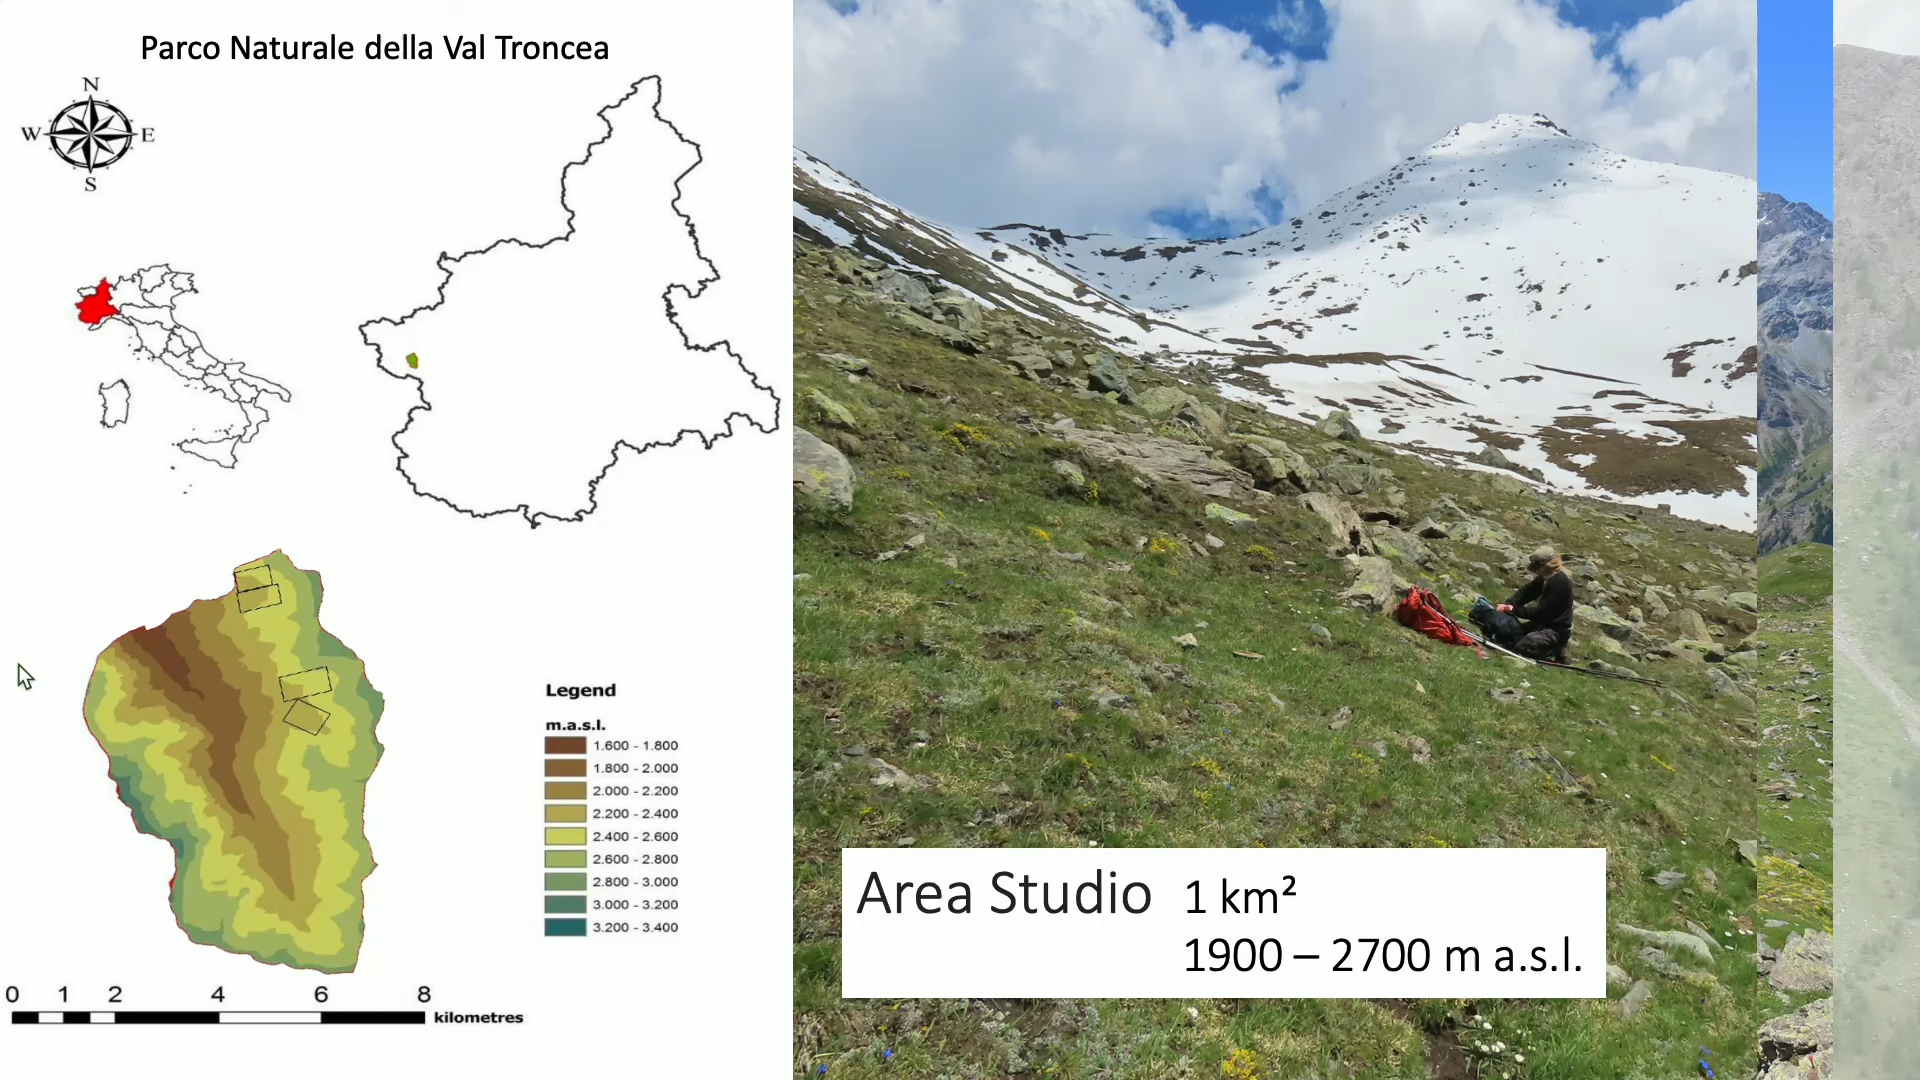 Parco Naturale della Val Troncea
N
W E
S
Legend
m.a.s.l.
1.600 - 1.800
1.800 - 2.000
2.000 - 2.200
2.200 - 2.400
2.400 - 2.600
2.600 - 2.800
2.800 - 3.000
3.000 - 3.200
3.200 - 3.400
0 1 2 4 6 8
kilometres
Area Studio 1 km²
1900 – 2700 m a.s.l.